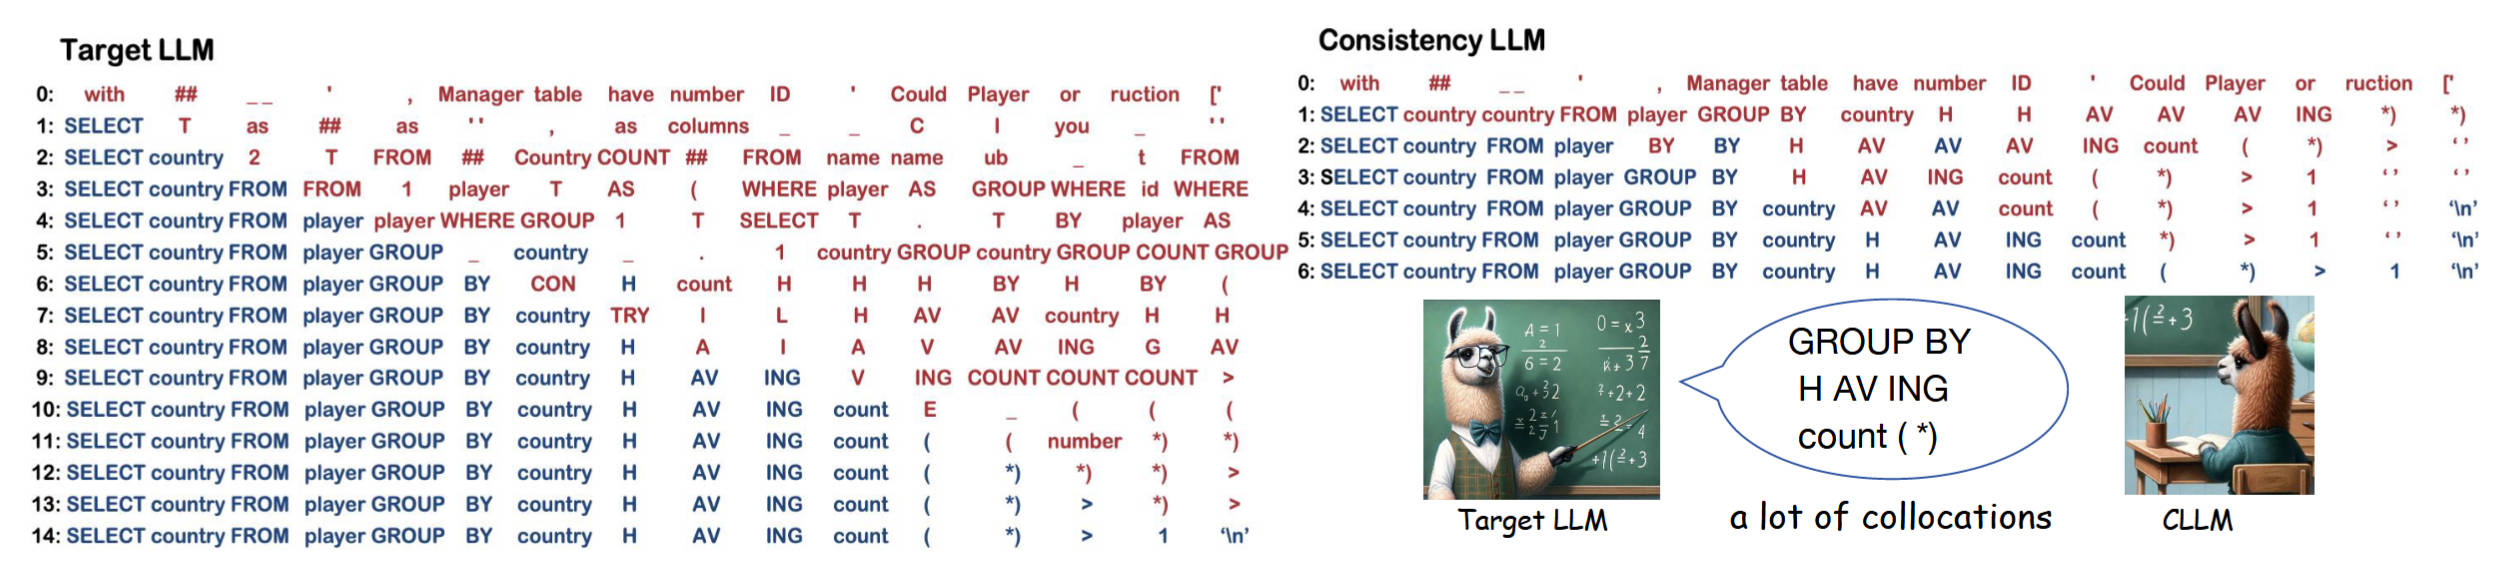 Target LLM
0: with ## _ _ ' , Manager table have number ID ' Could Player or ruction ['
1: SELECT T as ## as ' ' , as columns _ _ C I you _ ' '
2: SELECT country 2 T FROM ## Country COUNT ## FROM name name ub _ t FROM
3: SELECT country FROM FROM 1 player T AS ( WHERE player AS GROUP WHERE id WHERE
4: SELECT country FROM player player WHERE GROUP 1 T SELECT T . T BY player AS
5: SELECT country FROM player GROUP _ country _ . 1 country GROUP country GROUP COUNT GROUP
6: SELECT country FROM player GROUP BY CON H count H H H BY H BY (
7: SELECT country FROM player GROUP BY country TRY I L H AV AV country H H
8: SELECT country FROM player GROUP BY country H A I A V AV ING G AV
9: SELECT country FROM player GROUP BY country H AV ING V ING COUNT COUNT COUNT >
10: SELECT country FROM player GROUP BY country H AV ING count E _ ( ( (
11: SELECT country FROM player GROUP BY country H AV ING count ( ( number *) *)
12: SELECT country FROM player GROUP BY country H AV ING count ( *) *) *) >
13: SELECT country FROM player GROUP BY country H AV ING count ( *) > *) >
14: SELECT country FROM player GROUP BY country H AV ING count ( *) > 1 ‘\n’
Consistency LLM
0: with ## _ _ ' , Manager table have number ID ' Could Player or ruction ['
1: SELECT country country FROM player GROUP BY country H H AV AV AV ING *) *)
2: SELECT country FROM player BY BY H AV AV AV ING count ( *) > ‘ ’
3: SELECT country FROM player GROUP BY H AV ING count ( *) > 1 ‘ ’ ‘ ’
4: SELECT country FROM player GROUP BY country AV AV count ( *) > 1 ‘ ’ ‘\n’
5: SELECT country FROM player GROUP BY country H AV ING count *) > 1 ‘ ’ ‘\n’
6: SELECT country FROM player GROUP BY country H AV ING count ( *) > 1 ‘\n’
GROUP BY
H AV ING
count ( *)
Target LLM
a lot of collocations
CLLM